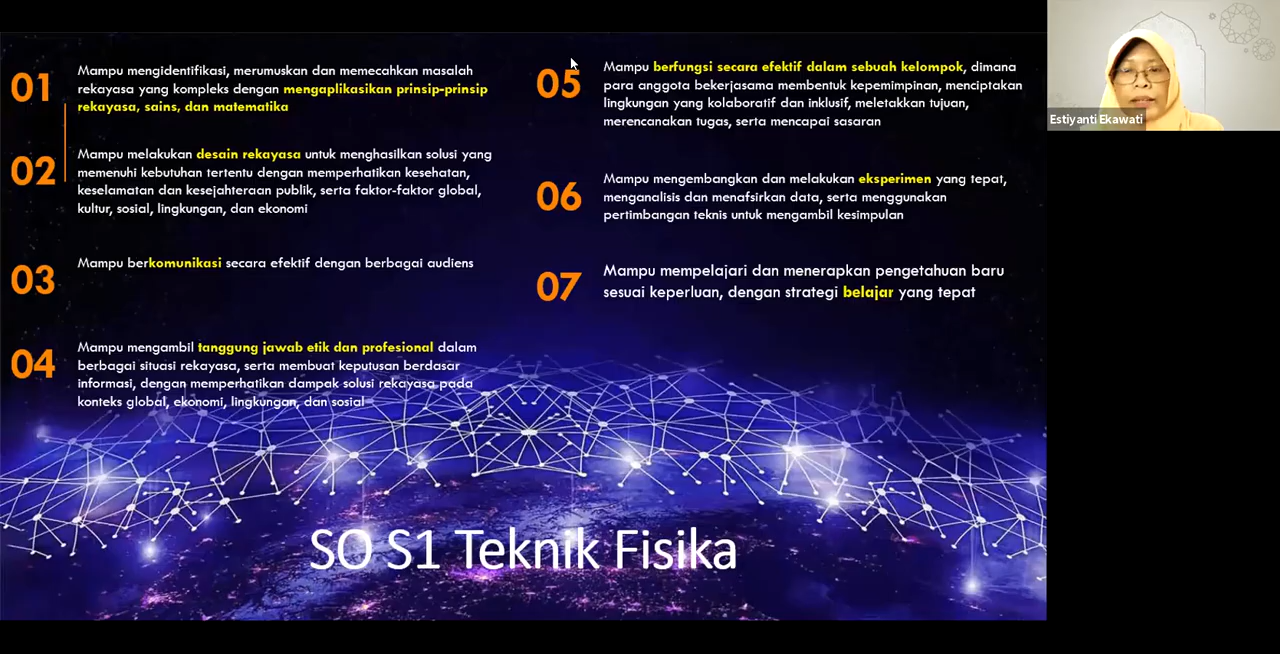 01
Mampu mengidentifikasi, merumuskan dan memecahkan masalah
rekayasa yang kompleks dengan mengaplikasikan prinsip-prinsip
rekayasa, sains, dan matematika
02
Mampu melakukan desain rekayasa untuk menghasilkan solusi yang
memenuhi kebutuhan tertentu dengan memperhatikan kesehatan,
keselamatan dan kesejahteraan publik, serta faktor-faktor global,
kultur, sosial, lingkungan, dan ekonomi
03
Mampu berkomunikasi secara efektif dengan berbagai audiens
04
Mampu mengambil tanggung jawab etik dan profesional dalam
berbagai situasi rekayasa, serta membuat keputusan berdasar
informasi, dengan memperhatikan dampak solusi rekayasa pada
konteks global, ekonomi, lingkungan, dan sosial
05
Mampu berfungsi secara efektif dalam sebuah kelompok, dimana
para anggota bekerjasama membentuk kepemimpinan, menciptakan
lingkungan yang kolaboratif dan inklusif, meletakkan tujuan,
merencanakan tugas, serta mencapai sasaran
06
Mampu mengembangkan dan melakukan eksperimen yang tepat,
menganalisis dan menafsirkan data, serta menggunakan
pertimbangan teknis untuk mengambil kesimpulan
07
Mampu mempelajari dan menerapkan pengetahuan baru
sesuai keperluan, dengan strategi belajar yang tepat
SO S1 Teknik Fisika
Estiyanti Ekawati